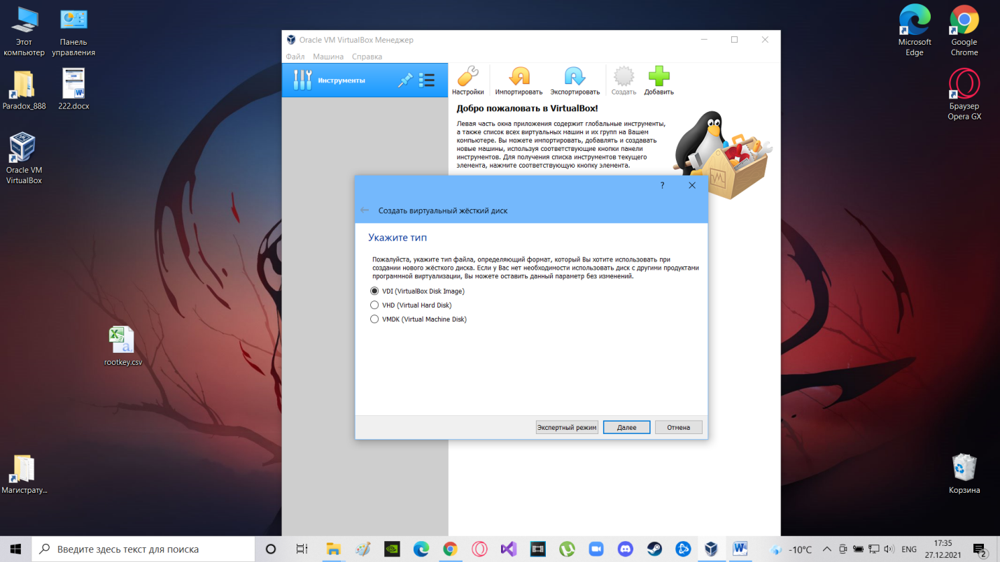 Этот
компьютер
Панель
управления
Paradox_888
222.docx
Oracle VM
VirtualBox
rootkey.csv
Магистрату...
Oracle VM VirtualBox Менеджер
Файл Машина Справка
Инструменты
Настройки Импортировать Экспортировать Создать Добавить
Добро пожаловать в VirtualBox!
Левая часть окна приложения содержит глобальные инструменты,
а также список всех виртуальных машин и их групп на Вашем
компьютере. Вы можете импортировать, добавлять и создавать
новые машины, используя соответствующие кнопки панели
инструментов. Для получения списка инструментов текущего
элемента, нажмите соответствующую кнопку элемента.
?
Создать виртуальный жёсткий диск
Укажите тип
Пожалуйста, укажите тип файла, определяющий формат, который Вы хотите использовать при
создании нового жёсткого диска. Если у Вас нет необходимости использовать диск с другими продуктами
программной виртуализации, Вы можете оставить данный параметр без изменений.
VDI (VirtualBox Disk Image)
VHD (Virtual Hard Disk)
VMDK (Virtual Machine Disk)
Экспертный режим Далее Отмена
Microsoft
Edge
Google
Chrome
Браузер
Opera GX
Корзина
Введите здесь текст для поиска
-10°C
ENG
17:35
27.12.2021
2